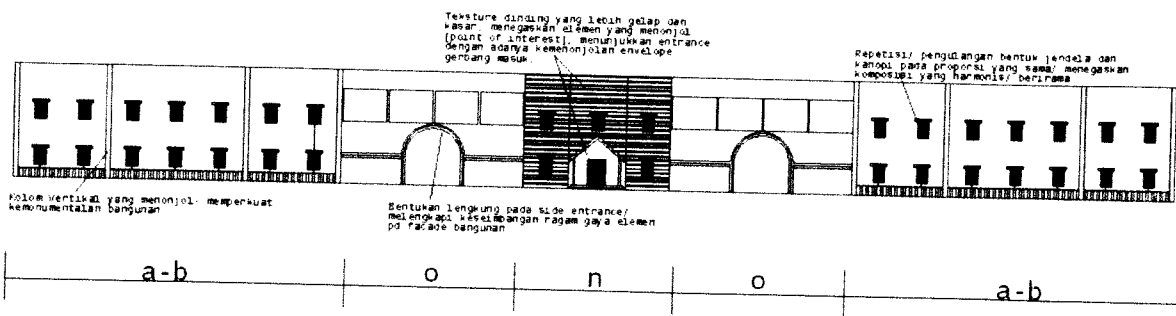 Teksture dinding yang lebih gelap dan
kasar, menegaskan elemen yang menonjol
[point of interest], menunjukkan entrance
dengan adanya kemenonjolan envelope
gerbang masuk.
Repetisi/ pengulangan bentuk jendela dan
kanopi pada proporsi yang sama/ menegaskan
komposisi yang harmonis/ berirama
Kolom vertikal yang menonjol, memperkuat
kemonumentalan bangunan
Bentukan lengkung pada side entrance/
melengkapi keseimbangan ragam gaya elemen
pd facade bangunan
a-b
o
n
o
a-b